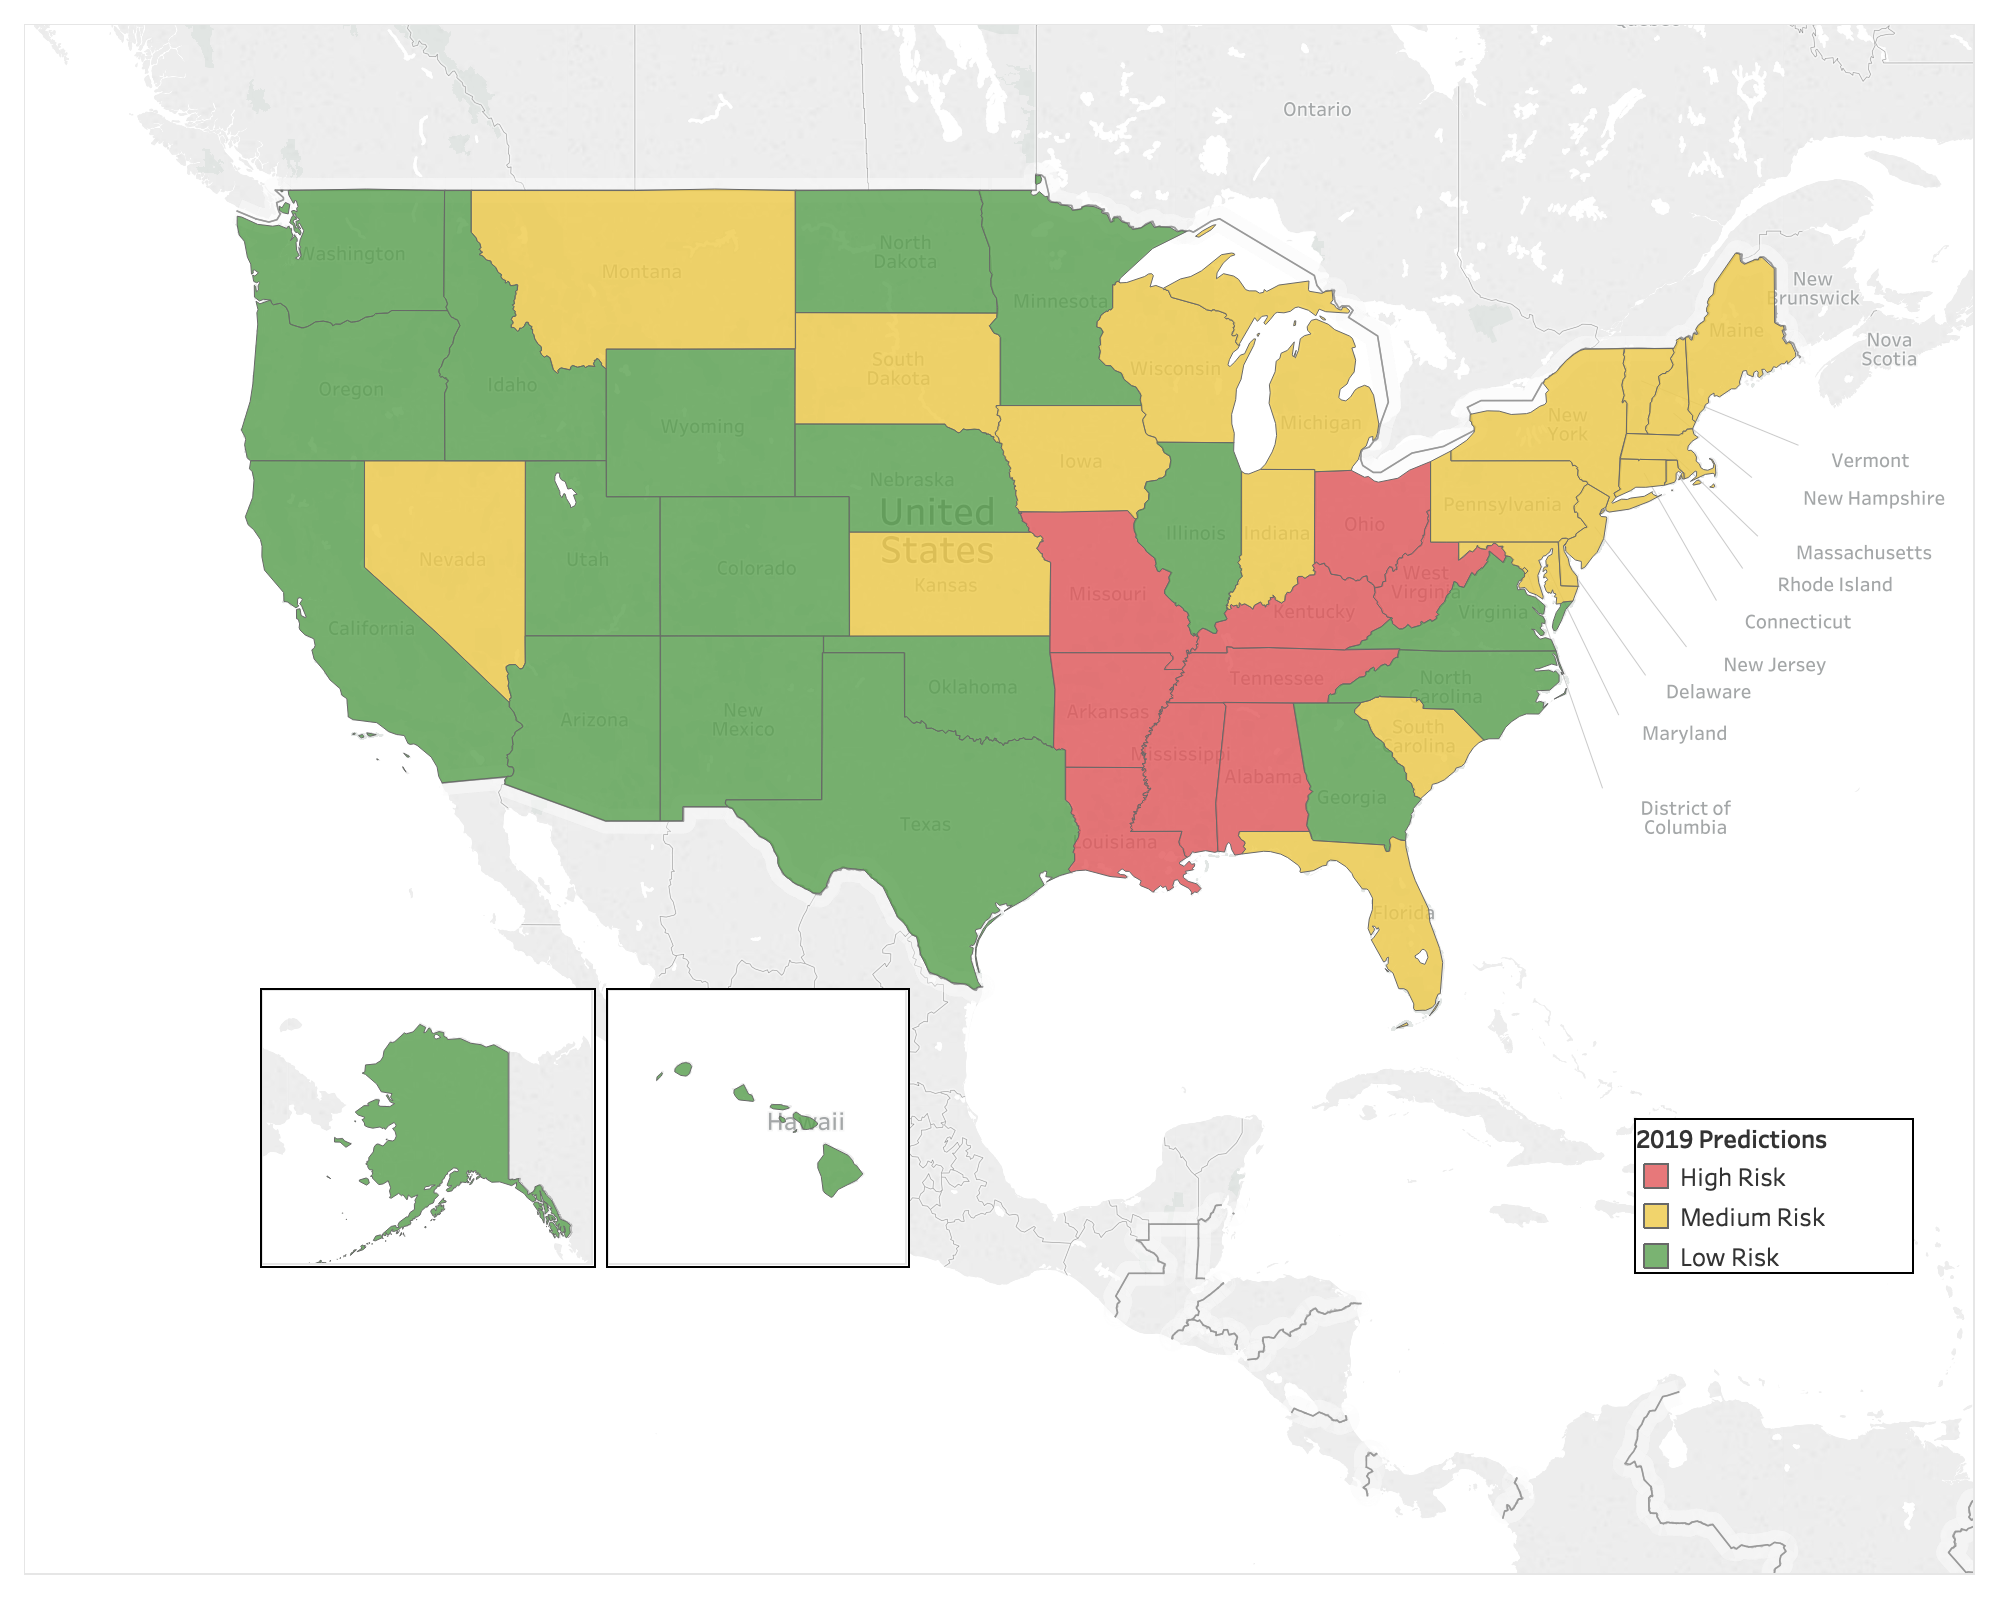 Ontario
New
Brunswick
Nova
Scotia
Washington
Montana
North
Dakota
Minnesota
Maine
Oregon
Idaho
South
Dakota
Wisconsin
Michigan
New
York
Wyoming
Nebraska
Iowa
Vermont
New Hampshire
Massachusetts
Rhode Island
Connecticut
New Jersey
Delaware
Maryland
District of
Columbia
United
States
Nevada
Utah
Colorado
Kansas
Illinois
Indiana
Ohio
Pennsylvania
California
Missouri
West
Virginia
Kentucky
Virginia
Arizona
New
Mexico
Oklahoma
Arkansas
Tennessee
North
Carolina
South
Carolina
Texas
Louisiana
Mississippi
Alabama
Georgia
Florida
Hawaii
2019 Predictions
High Risk
Medium Risk
Low Risk